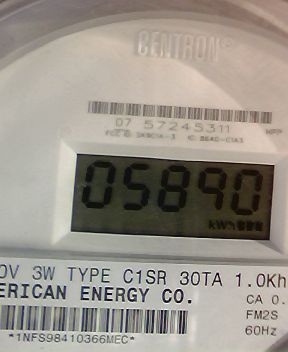 CENTRON®
07 57245311
05890
kWh
0V 3W TYPE C1SR 30TA 1.0Kh
ERICAN ENERGY CO.
CA 0.
FM2S
*1NFS98410366MEC*
60Hz